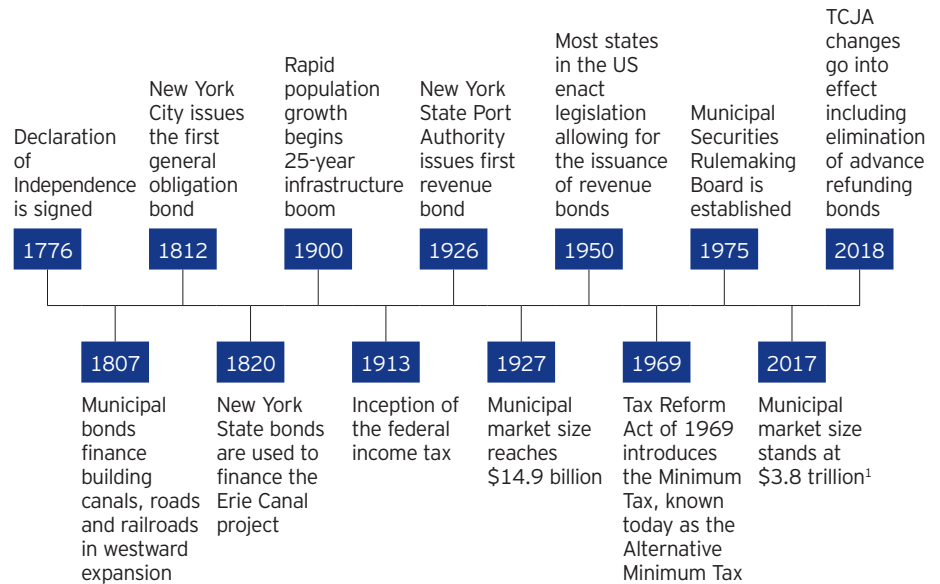 Declaration
of
Independence
is signed
1776
New York
City issues
the first
general
obligation
bond
1812
Rapid
population
growth
begins
25-year
infrastructure
boom
1900
New York
State Port
Authority
issues first
revenue
bond
1926
Most states
in the US
enact
legislation
allowing for
the issuance
of revenue
bonds
1950
Municipal
Securities
Rulemaking
Board is
established
1975
TCJA
changes
go into
effect
including
elimination
of advance
refunding
bonds
2018
1807
Municipal
bonds
finance
building
canals, roads
and railroads
in westward
expansion
1820
New York
State bonds
are used to
finance the
Erie Canal
project
1913
Inception of
the federal
income tax
1927
Municipal
market size
reaches
$14.9 billion
1969
Tax Reform
Act of 1969
introduces
the Minimum
Tax, known
today as the
Alternative
Minimum Tax
2017
Municipal
market size
stands at
$3.8 trillion¹